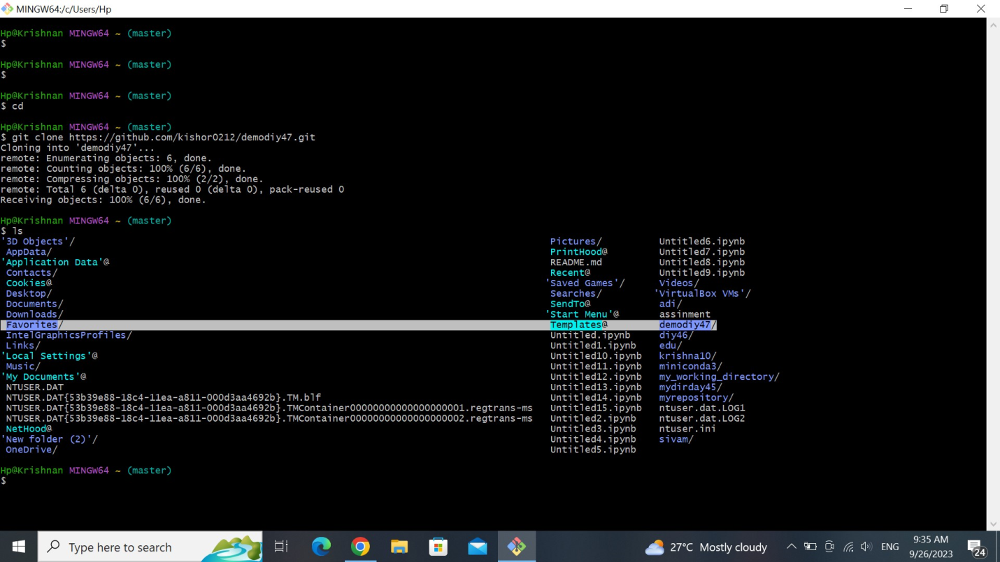 MINGW64:/c/Users/Hp
Hp@Krishnan MINGW64 ~ (master)
$
Hp@Krishnan MINGW64 ~ (master)
$
Hp@Krishnan MINGW64 ~ (master)
$ cd
Hp@Krishnan MINGW64 ~ (master)
$ git clone https://github.com/kishor0212/demodiy47.git
Cloning into 'demodiy47'...
remote: Enumerating objects: 6, done.
remote: Counting objects: 100% (6/6), done.
remote: Compressing objects: 100% (2/2), done.
remote: Total 6 (delta 0), reused 0 (delta 0), pack-reused 0
Receiving objects: 100% (6/6), done.
Hp@Krishnan MINGW64 ~ (master)
$ ls
'3D Objects'/ Pictures/ Untitled6.ipynb
AppData/ PrintHood@ Untitled7.ipynb
'Application Data'@ README.md Untitled8.ipynb
Contacts/ Recent@ Untitled9.ipynb
Cookies@ 'Saved Games'/ Videos/
Desktop/ Searches/ 'VirtualBox VMs'/
Documents/ SendTo@ adi/
Downloads/ 'Start Menu'@ assinment
Favorites/ Templates@ demodiy47/
IntelGraphicsProfiles/ Untitled.ipynb diy46/
Links/ Untitled1.ipynb edu/
'Local Settings'@ Untitled10.ipynb krishna10/
Music/ Untitled11.ipynb miniconda3/
'My Documents'@ Untitled12.ipynb my_working_directory/
NTUSER.DAT Untitled13.ipynb mydirday45/
NTUSER.DAT{53b39e88-18c4-11ea-a811-000d3aa4692b}.TM.blf Untitled14.ipynb myrepository/
NTUSER.DAT{53b39e88-18c4-11ea-a811-000d3aa4692b}.TMContainer00000000000000000001.regtrans-ms Untitled15.ipynb ntuser.dat.LOG1
NTUSER.DAT{53b39e88-18c4-11ea-a811-000d3aa4692b}.TMContainer00000000000000000002.regtrans-ms Untitled2.ipynb ntuser.dat.LOG2
NetHood@ Untitled3.ipynb ntuser.ini
'New folder (2)'/ Untitled4.ipynb sivam/
OneDrive/ Untitled5.ipynb
Hp@Krishnan MINGW64 ~ (master)
$
Type here to search
27°C Mostly cloudy
ENG
9:35 AM
9/26/2023
24